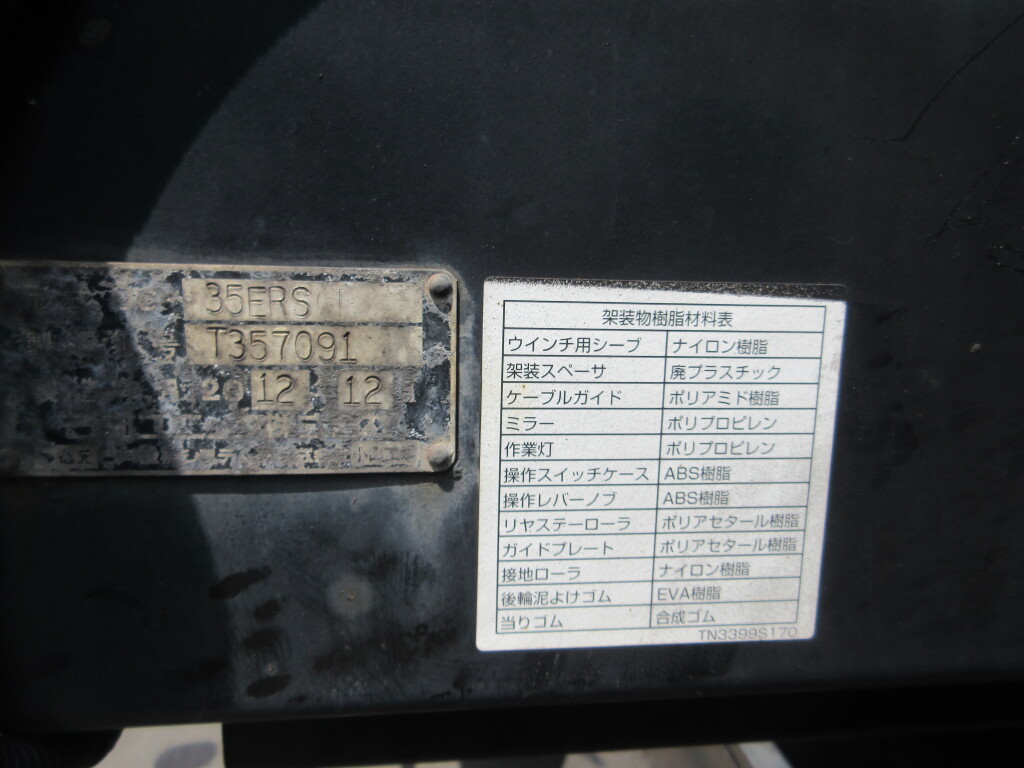 35ERS
号 T357091
20 12 12
架装物樹脂材料表
ウインチ用シーブ ナイロン樹脂
架装スペーサ 廃プラスチック
ケーブルガイド ポリアミド樹脂
ミラー ポリプロピレン
作業灯 ポリプロピレン
操作スイッチケース ABS樹脂
操作レバーノブ ABS樹脂
リヤステーローラ ポリアセタール樹脂
ガイドプレート ポリアセタール樹脂
接地ローラ ナイロン樹脂
後輪泥よけゴム EVA樹脂
当りゴム 合成ゴム
TN3399S170